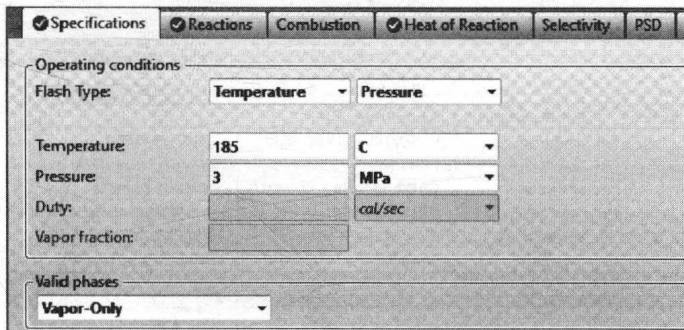 Specifications Reactions Combustion Heat of Reaction Selectivity PSD
Operating conditions
Flash Type: Temperature Pressure
Temperature: 185 C
Pressure: 3 MPa
Duty: cal/sec
Vapor fraction:
Valid phases
Vapor-Only